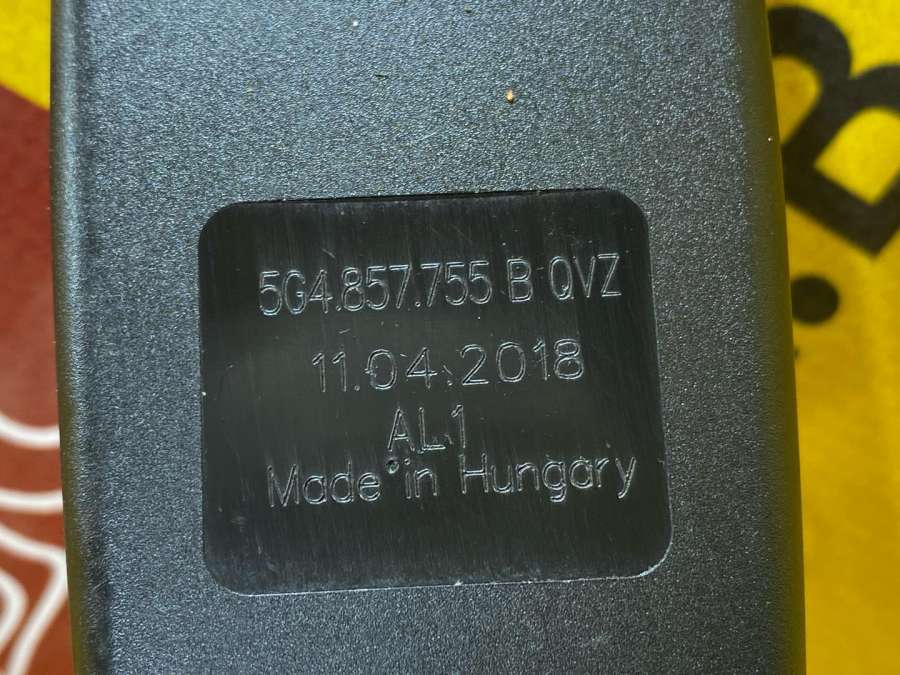 5G4.857.755 B QVZ
11.04.2018
AL1
Made in Hungary
B